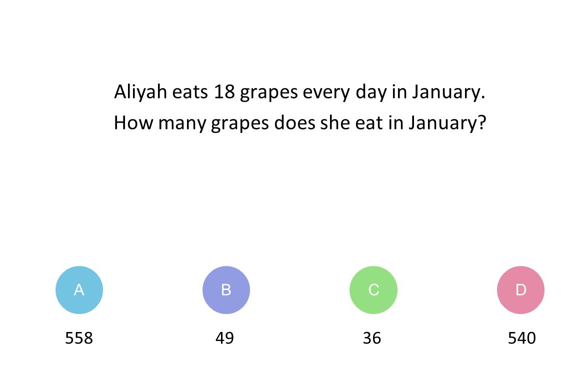 Aliyah eats 18 grapes every day in January.
How many grapes does she eat in January?
A B C D
558 49 36 540